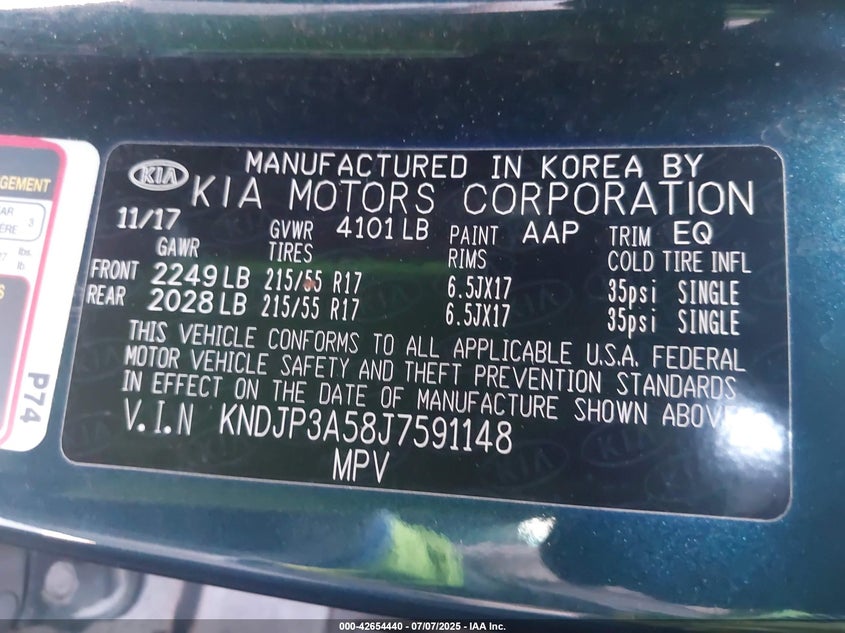 GEMENT
3
lbs.
lb.
P74
KIA
MANUFACTURED IN KOREA BY
KIA MOTORS CORPORATION
11/17 GVWR 4101 LB PAINT AAP TRIM EQ
GAWR TIRES RIMS COLD TIRE INFL
FRONT 2249 LB 215/55 R17 6.5JX17 35psi SINGLE
REAR 2028 LB 215/55 R17 6.5JX17 35psi SINGLE
THIS VEHICLE CONFORMS TO ALL APPLICABLE U.S.A. FEDERAL
MOTOR VEHICLE SAFETY AND THEFT PREVENTION STANDARDS
IN EFFECT ON THE DATE OF MANUFACTURE SHOWN ABOVE
V.I.N KNDJP3A58J7591148
MPV
000-42654440 - 07/07/2025 - IAA Inc.